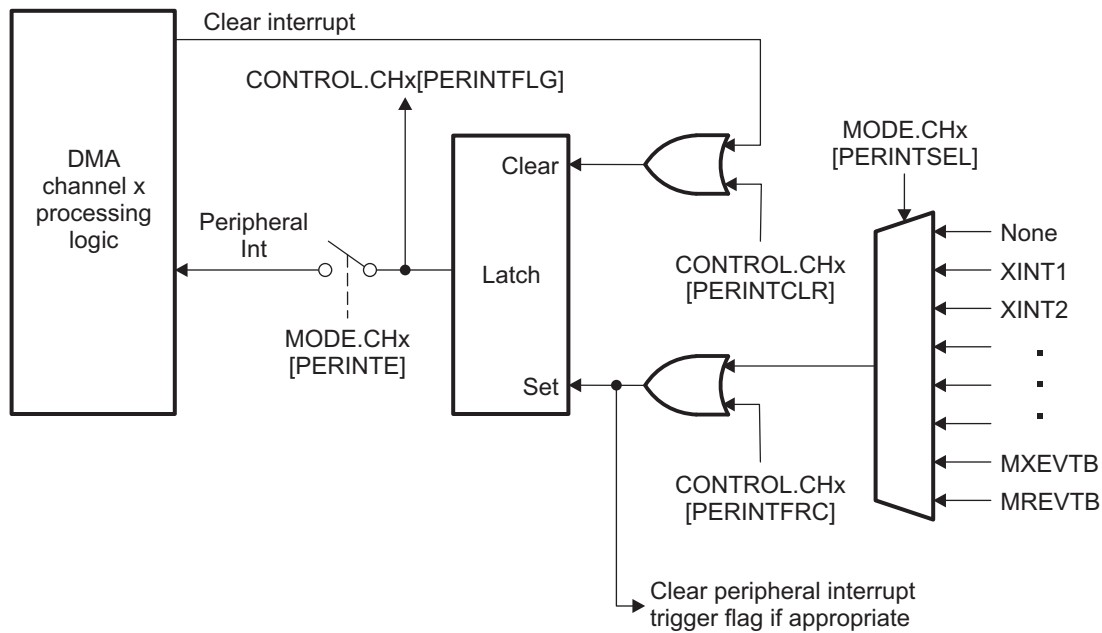 Clear interrupt
CONTROL.CHx[PERINTFLG]
MODE.CHx
[PERINTSEL]
DMA
channel x
processing
logic
Clear
Peripheral
Int
None
XINT1
XINT2
Latch
CONTROL.CHx
[PERINTCLR]
MODE.CHx
[PERINTE]
Set
MXEVTB
MREVTB
CONTROL.CHx
[PERINTFRC]
Clear peripheral interrupt
trigger flag if appropriate